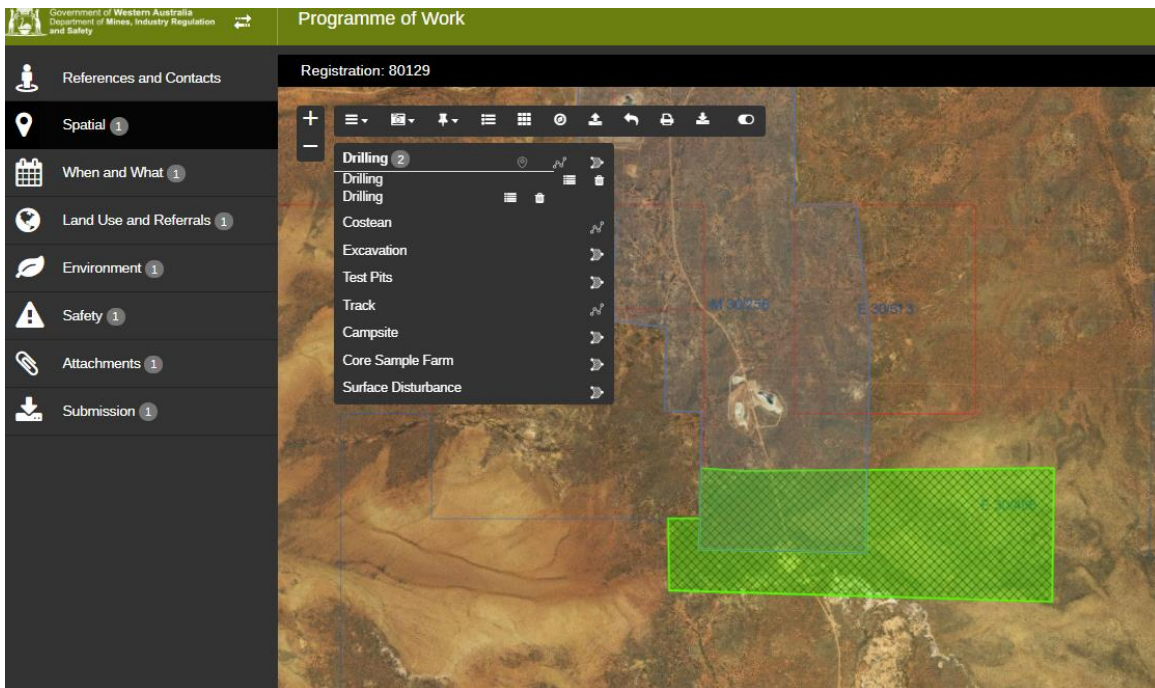 Government of Western Australia
Department of Mines, Industry Regulation
and Safety
Programme of Work
References and Contacts
Spatial 1
When and What 1
Land Use and Referrals 1
Environment 1
Safety 1
Attachments 1
Submission 1
Registration: 80129
+
−
Drilling 2
Drilling
Drilling
Costean
Excavation
Test Pits
Track
Campsite
Core Sample Farm
Surface Disturbance